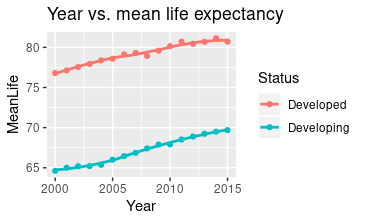 Year vs. mean life expectancy
MeanLife
80
75
70
65
2000
2005
2010
2015
Year
Status
Developed
Developing